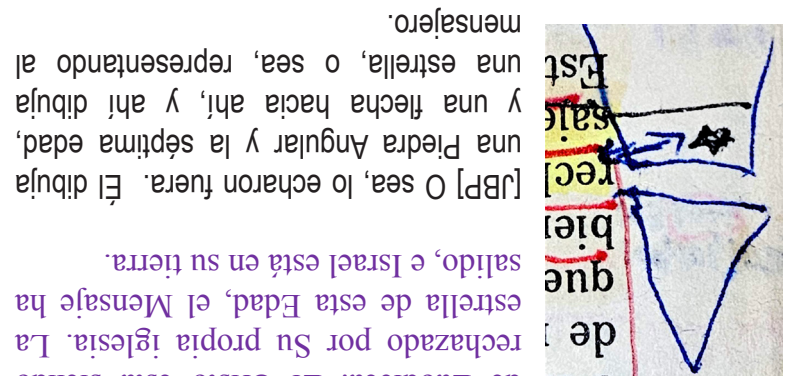 rechazado por Su propia iglesia. La
estrella de esta Edad, el Mensaje ha
salido, e Israel está en su tierra.
[JBP] O sea, lo echaron fuera. Él dibuja
una Piedra Angular y la séptima edad,
y una flecha hacia ahí, y ahí dibuja
una estrella, o sea, representando al
mensajero.
de
que
bien
rec
saje
Est